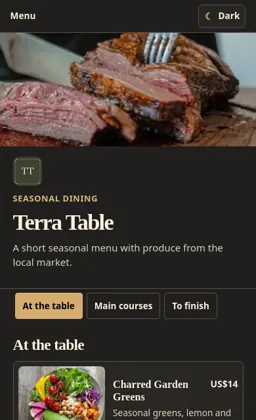 Menu
Dark
TT
SEASONAL DINING
Terra Table
A short seasonal menu with produce from the
local market.
At the table
Main courses
To finish
At the table
Charred Garden
Greens
US$14
Seasonal greens, lemon and